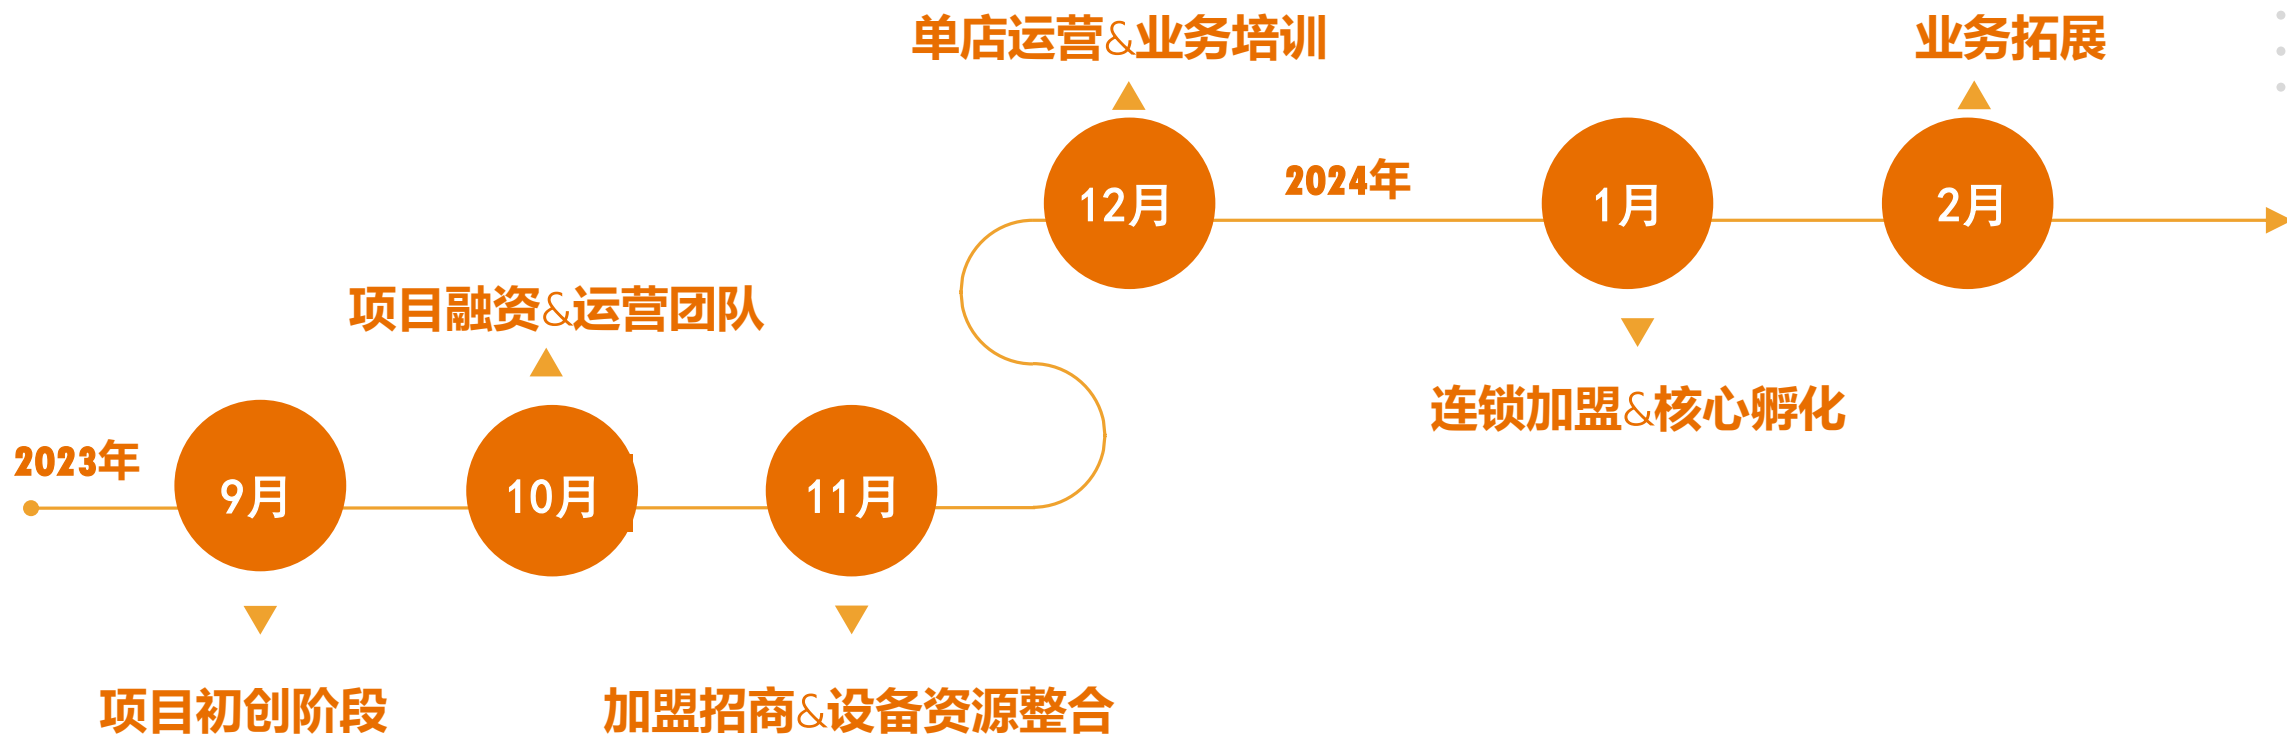 单店运营&业务培训
业务拓展
12月
2024年
1月
2月
项目融资&运营团队
连锁加盟&核心孵化
2023年
9月
10月
11月
项目初创阶段
加盟招商&设备资源整合